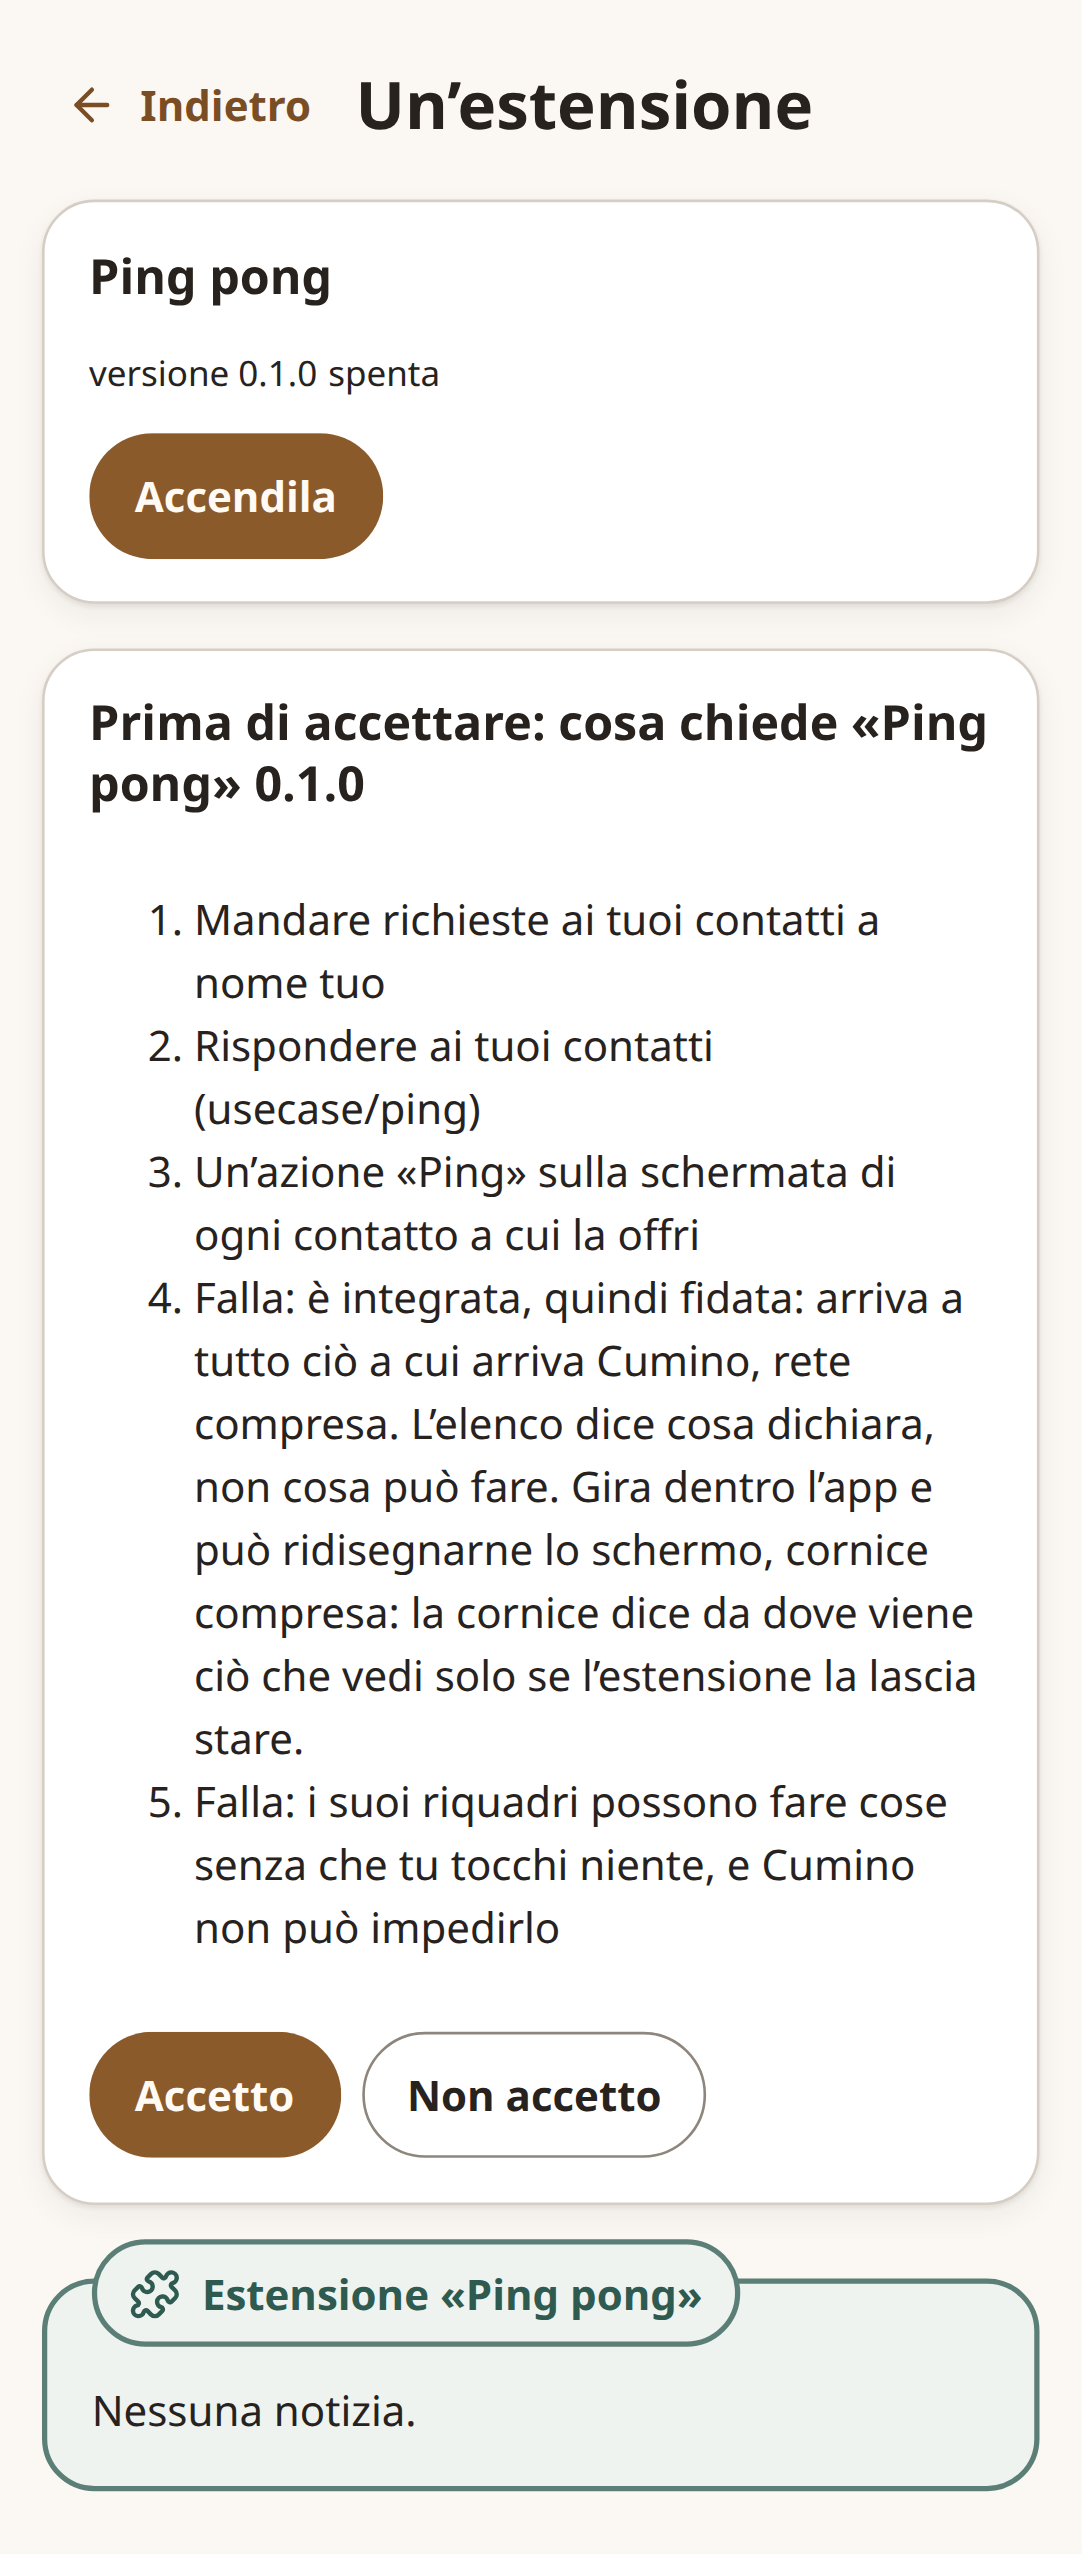 Indietro
Un’estensione
Ping pong
versione 0.1.0 spenta
Accendila
Prima di accettare: cosa chiede «Ping
pong» 0.1.0
1. Mandare richieste ai tuoi contatti a
nome tuo
2. Rispondere ai tuoi contatti
(usecase/ping)
3. Un’azione «Ping» sulla schermata di
ogni contatto a cui la offri
4. Falla: è integrata, quindi fidata: arriva a
tutto ciò a cui arriva Cumino, rete
compresa. L’elenco dice cosa dichiara,
non cosa può fare. Gira dentro l’app e
può ridisegnarne lo schermo, cornice
compresa: la cornice dice da dove viene
ciò che vedi solo se l’estensione la lascia
stare.
5. Falla: i suoi riquadri possono fare cose
senza che tu tocchi niente, e Cumino
non può impedirlo
Accetto
Non accetto
Estensione «Ping pong»
Nessuna notizia.